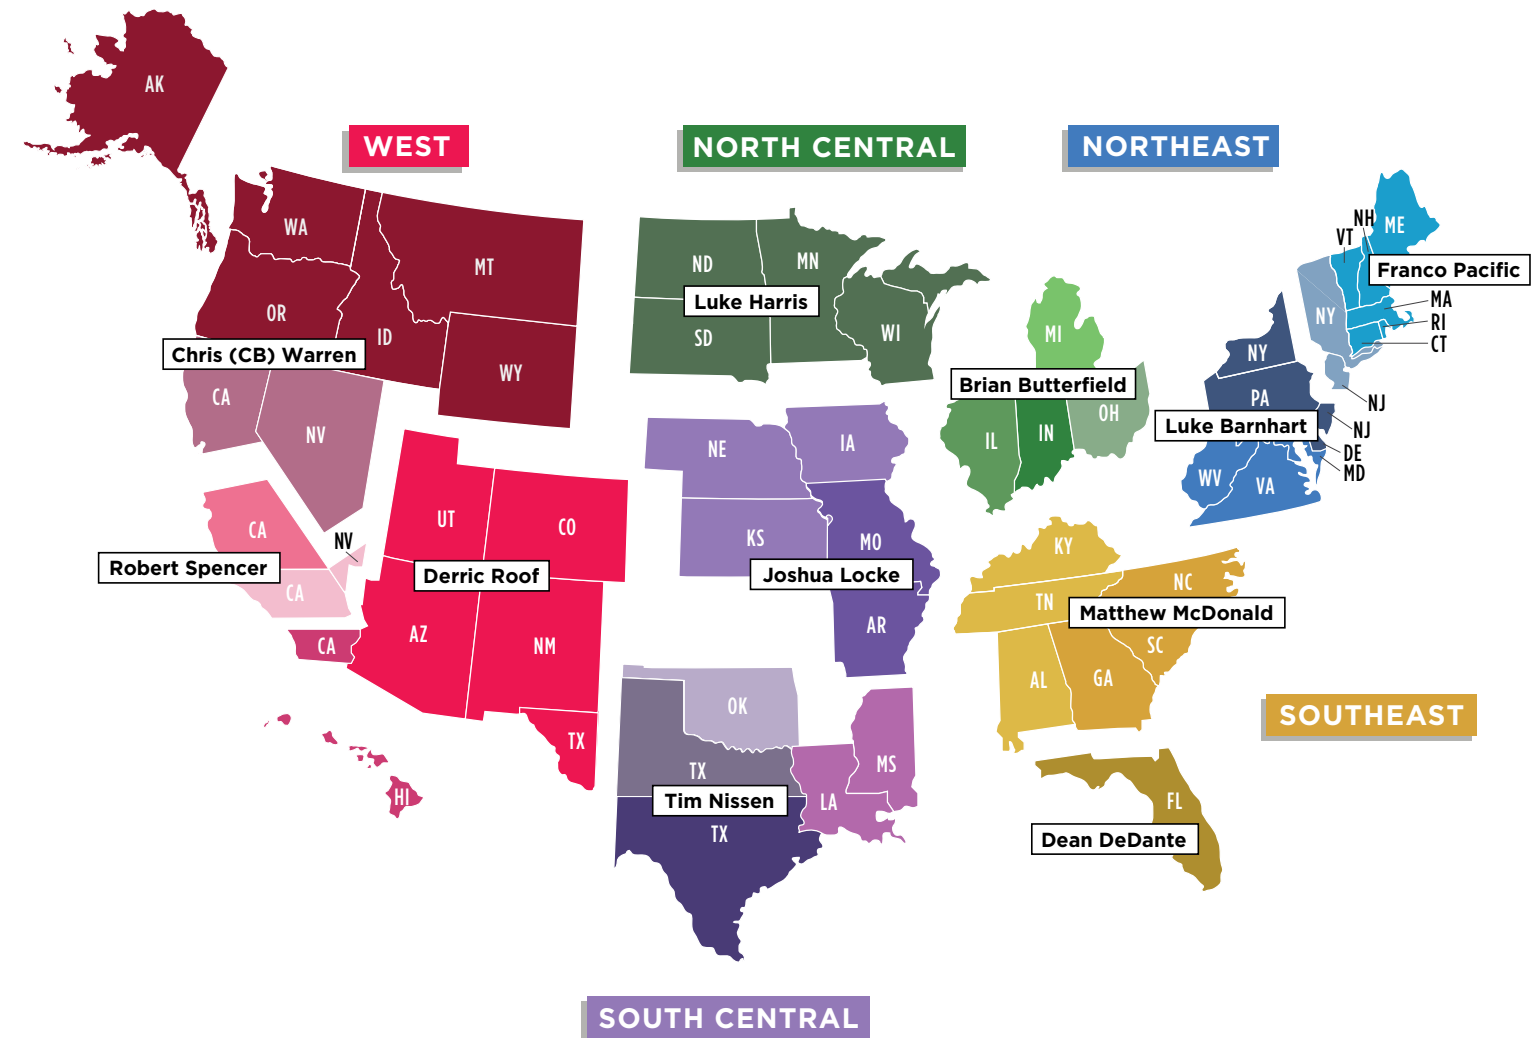 AK
WEST
NORTH CENTRAL
NORTHEAST
WA
MT
OR
ID
WY
Chris (CB) Warren
CA
NV
CA
NV
Robert Spencer
CA
CA
HI
UT
CO
Derric Roof
AZ
NM
TX
ND
MN
Luke Harris
SD
WI
MI
Brian Butterfield
IL
IN
OH
NH
VT
ME
Franco Pacific
NY
MA
RI
CT
NY
PA
NJ
Luke Barnhart
NJ
DE
MD
WV
VA
NE
IA
KS
MO
Joshua Locke
AR
OK
TX
Tim Nissen
TX
LA
MS
KY
TN
NC
Matthew McDonald
SC
AL
GA
SOUTHEAST
FL
Dean DeDante
SOUTH CENTRAL